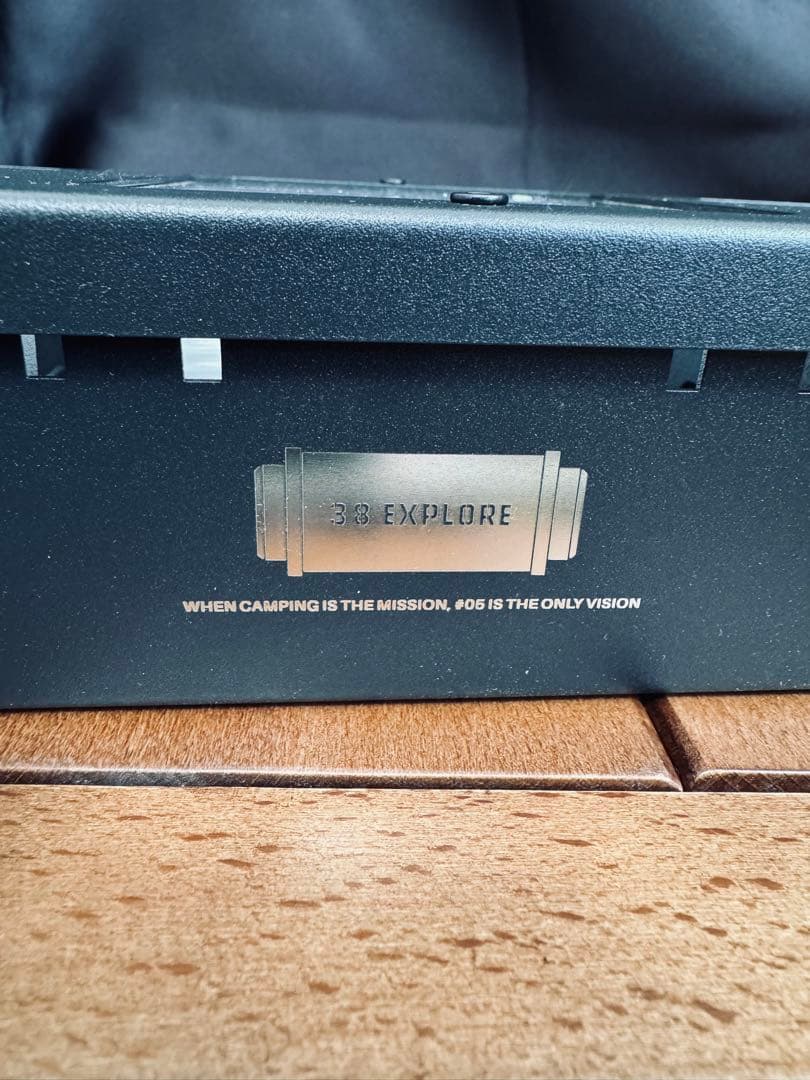 38 EXPLORE
WHEN CAMPING IS THE MISSION, #05 IS THE ONLY VISION